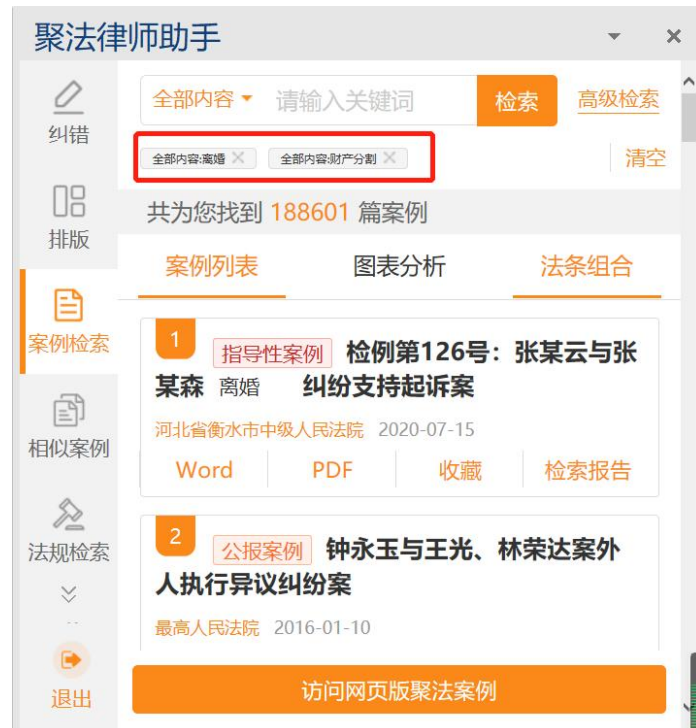 聚法律师助手
纠错
排版
案例检索
相似案例
法规检索
退出
全部内容 请输入关键词 检索 高级检索
全部内容:离婚 全部内容:财产分割 清空
共为您找到 188601 篇案例
案例列表 图表分析 法条组合
1 指导性案例 检例第126号：张某云与张
某森 离婚 纠纷支持起诉案
河北省衡水市中级人民法院 2020-07-15
Word PDF 收藏 检索报告
2 公报案例 钟永玉与王光、林荣达案外
人执行异议纠纷案
最高人民法院 2016-01-10
访问网页版聚法案例